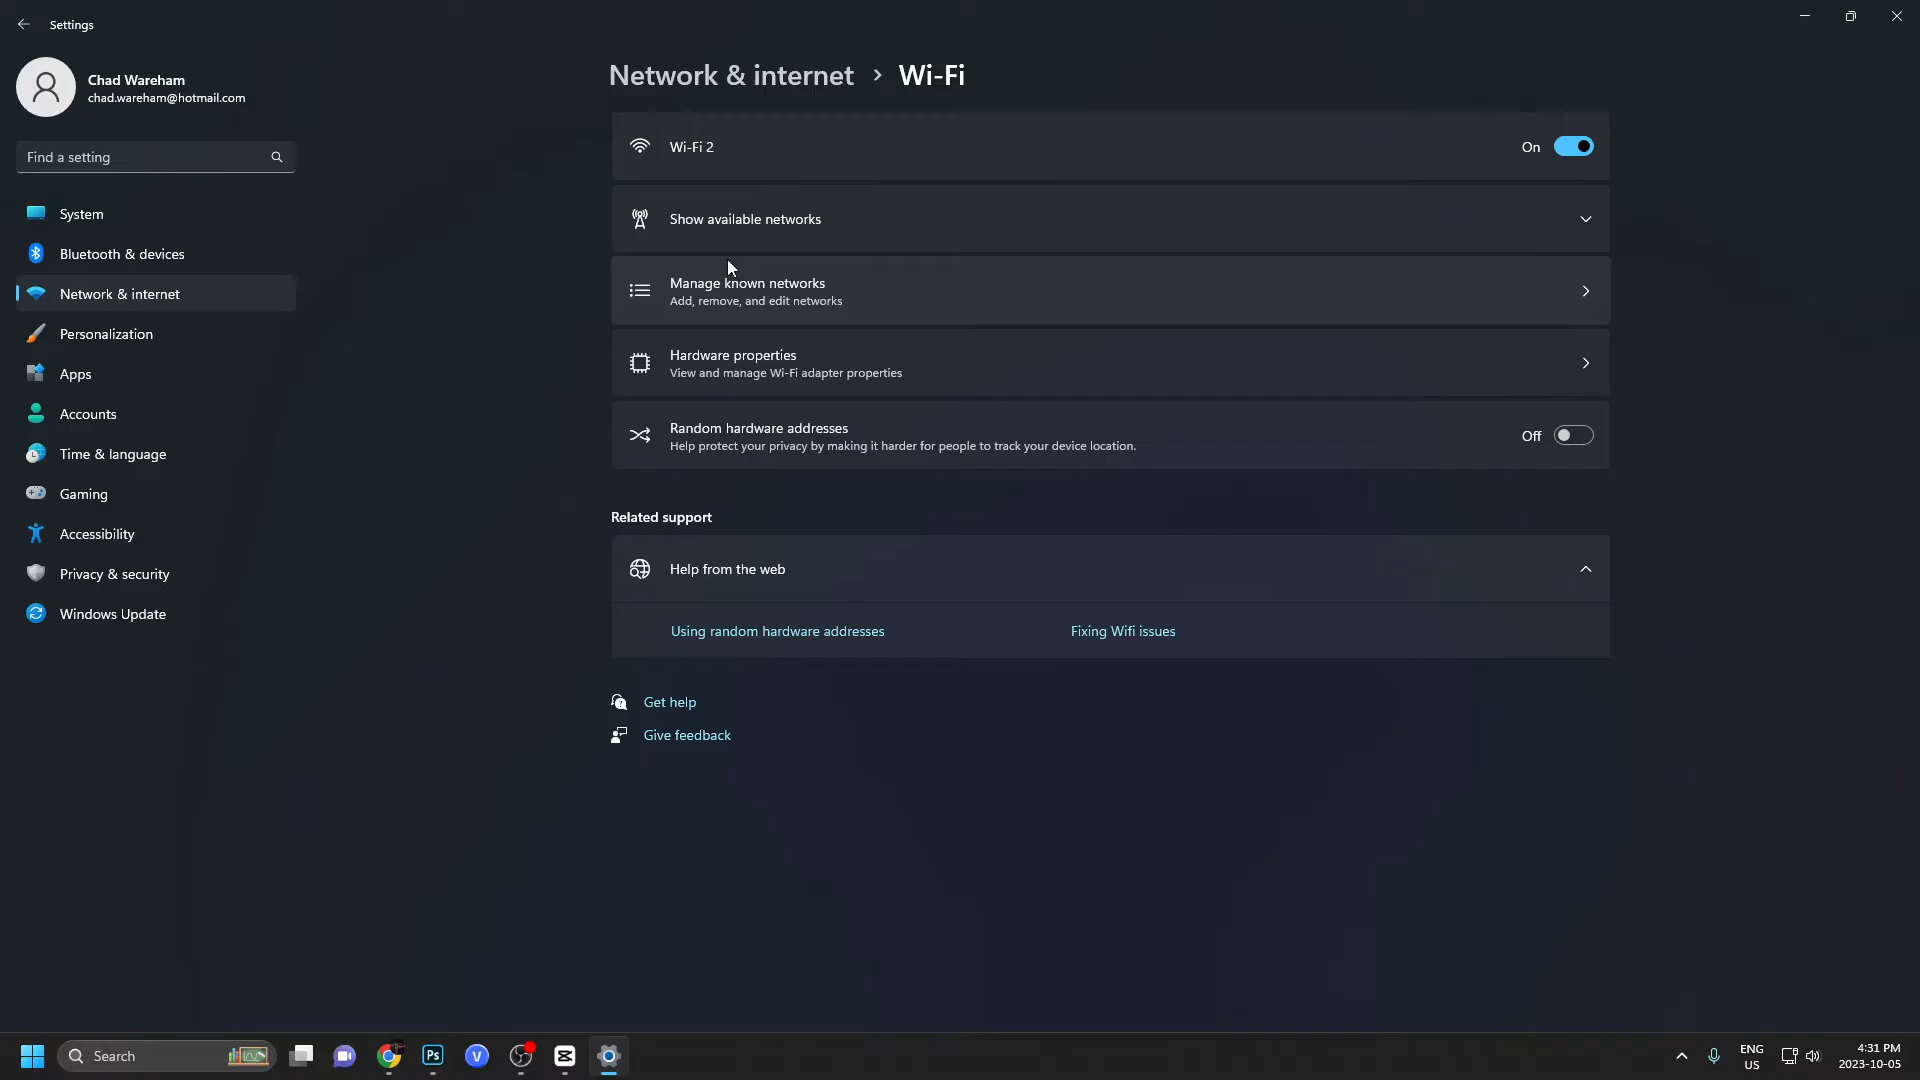 Settings
Chad Wareham
chad.wareham@hotmail.com
Find a setting
System
Bluetooth & devices
Network & internet
Personalization
Apps
Accounts
Time & language
Gaming
Accessibility
Privacy & security
Windows Update
Network & internet > Wi-Fi
Wi-Fi 2
On
Show available networks
Manage known networks
Add, remove, and edit networks
Hardware properties
View and manage Wi-Fi adapter properties
Random hardware addresses
Help protect your privacy by making it harder for people to track your device location.
Off
Related support
Help from the web
Using random hardware addresses
Fixing Wifi issues
Get help
Give feedback
Search
Ps
V
ENG
US
4:31 PM
2023-10-05